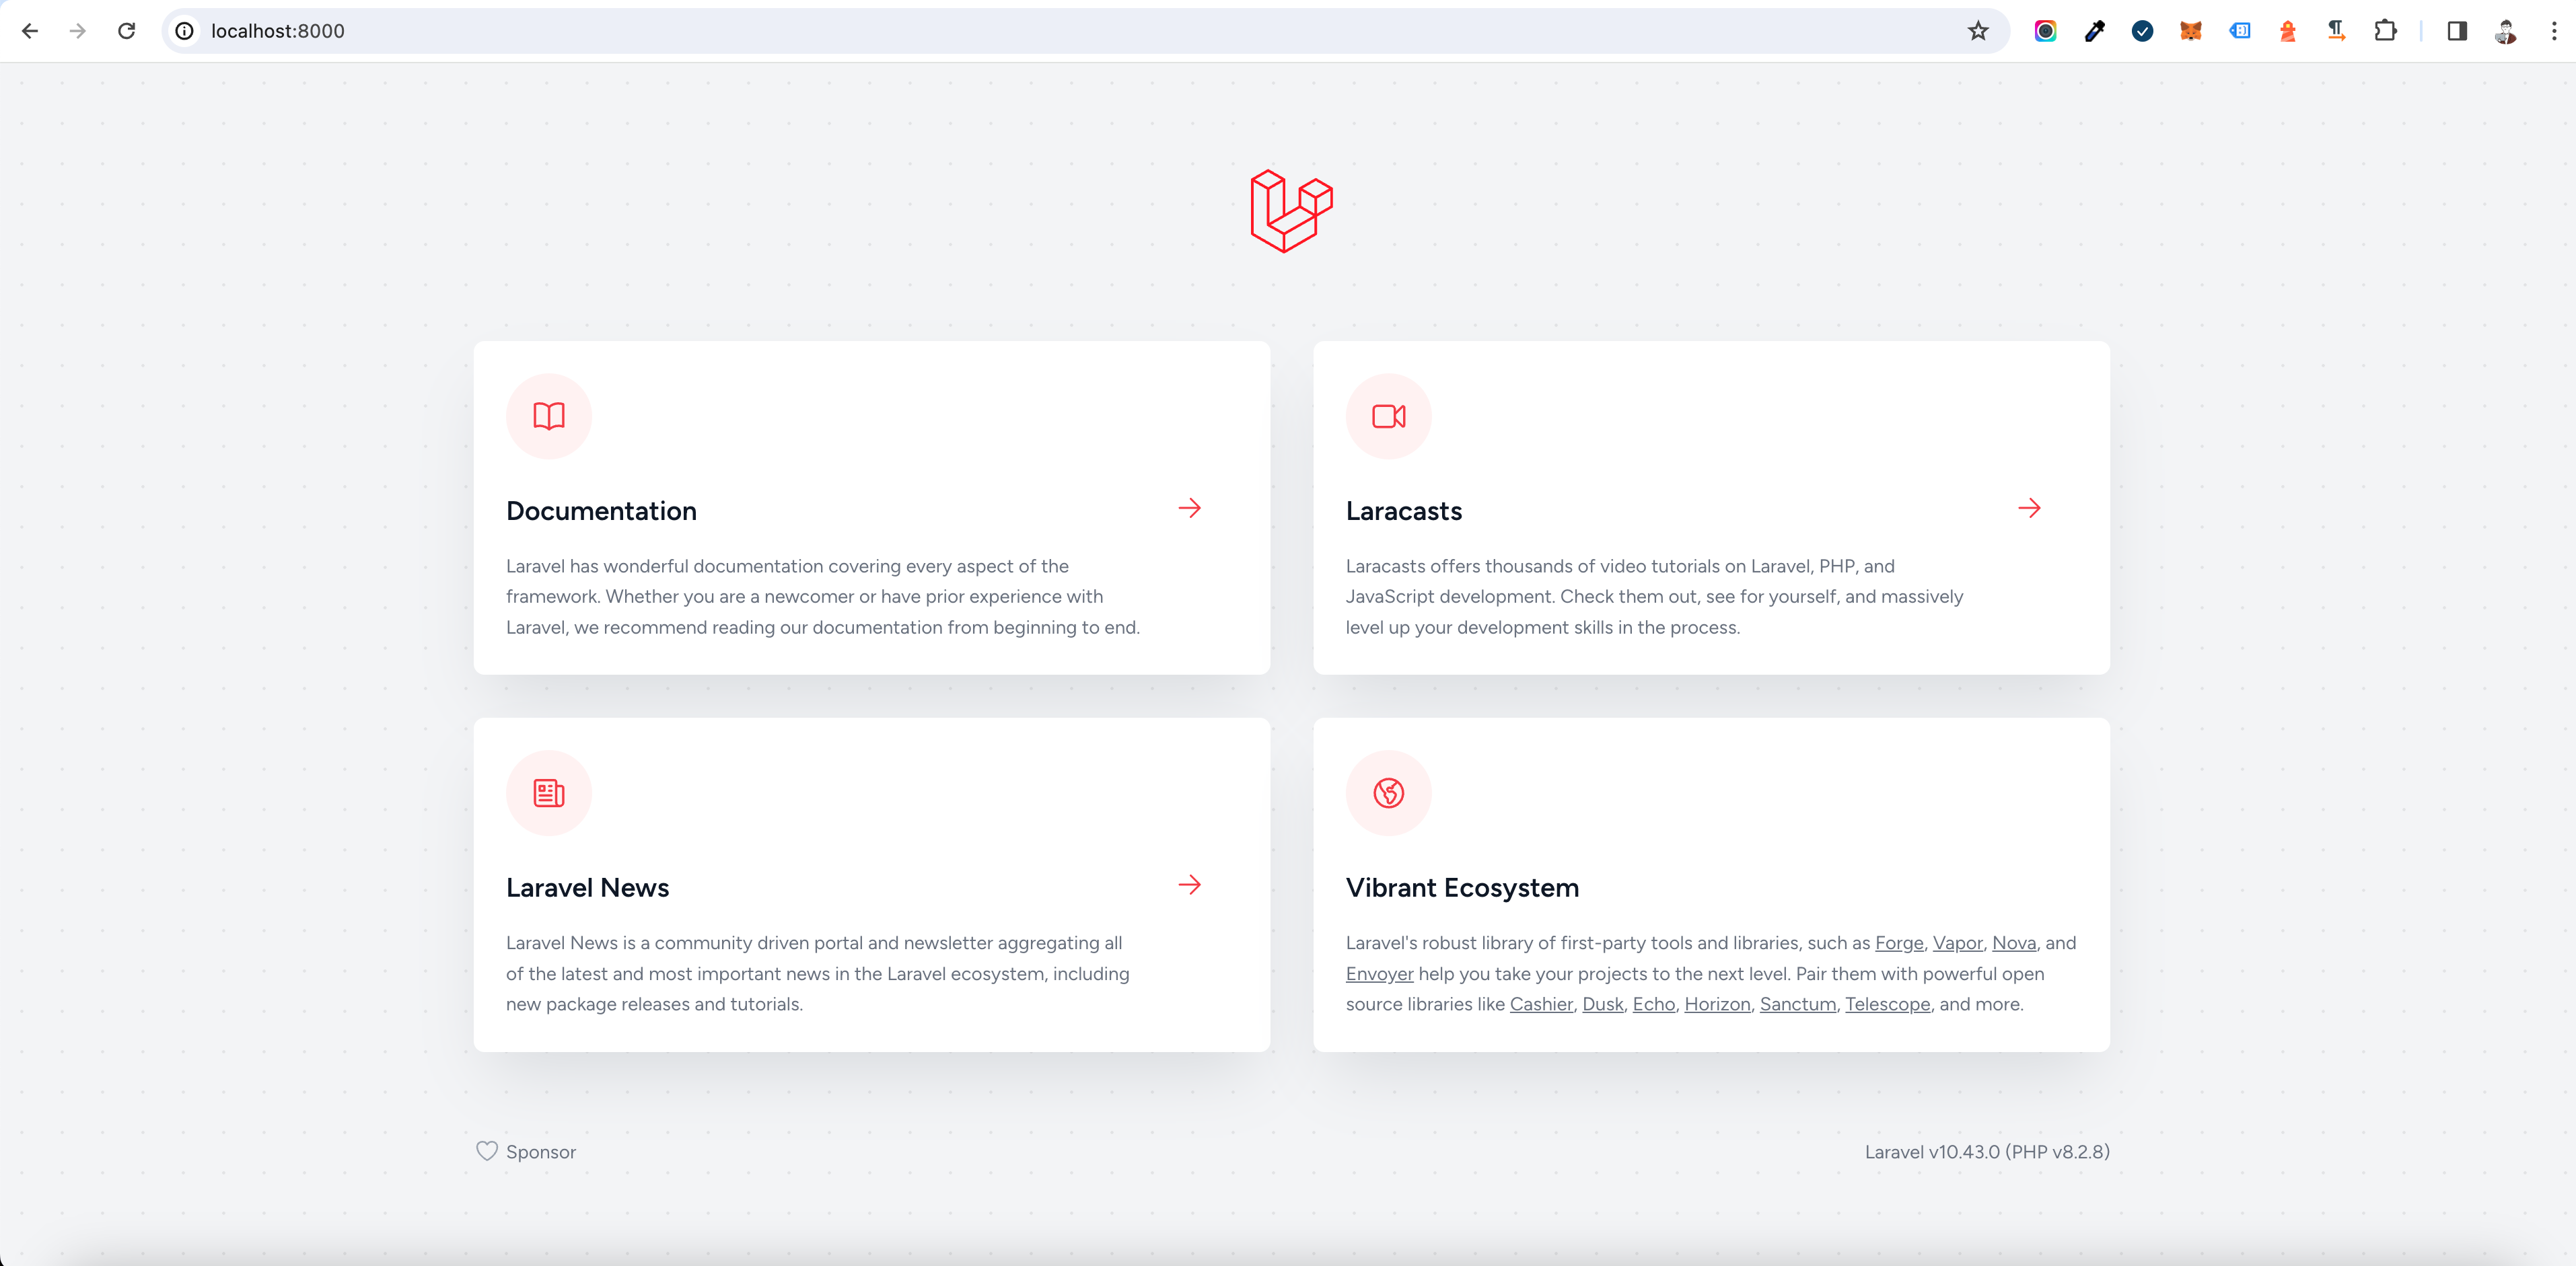 localhost:8000
Documentation
Laravel has wonderful documentation covering every aspect of the
framework. Whether you are a newcomer or have prior experience with
Laravel, we recommend reading our documentation from beginning to end.
Laracasts
Laracasts offers thousands of video tutorials on Laravel, PHP, and
JavaScript development. Check them out, see for yourself, and massively
level up your development skills in the process.
Laravel News
Laravel News is a community driven portal and newsletter aggregating all
of the latest and most important news in the Laravel ecosystem, including
new package releases and tutorials.
Vibrant Ecosystem
Laravel's robust library of first-party tools and libraries, such as Forge, Vapor, Nova, and
Envoyer help you take your projects to the next level. Pair them with powerful open
source libraries like Cashier, Dusk, Echo, Horizon, Sanctum, Telescope, and more.
Sponsor
Laravel v10.43.0 (PHP v8.2.8)